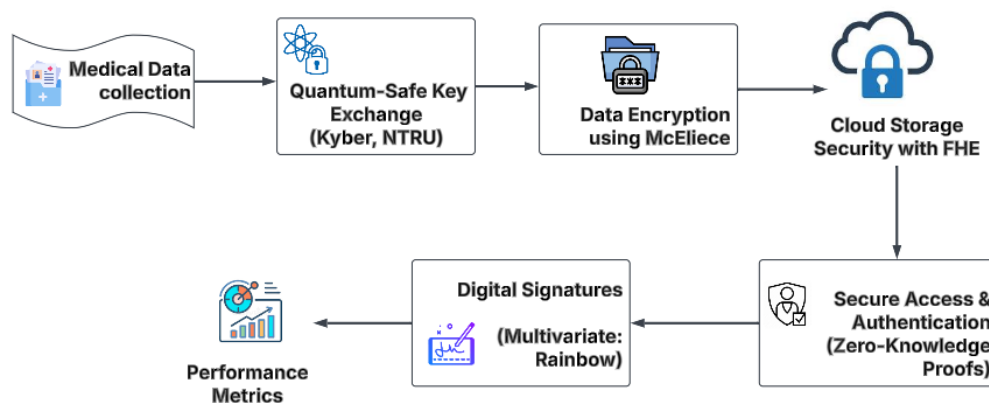 Medical Data
collection
Quantum-Safe Key
Exchange
(Kyber, NTRU)
***
Data Encryption
using McEliece
Cloud Storage
Security with FHE
Secure Access &
Authentication
(Zero-Knowledge
Proofs)
Digital Signatures
(Multivariate:
Rainbow)
Performance
Metrics